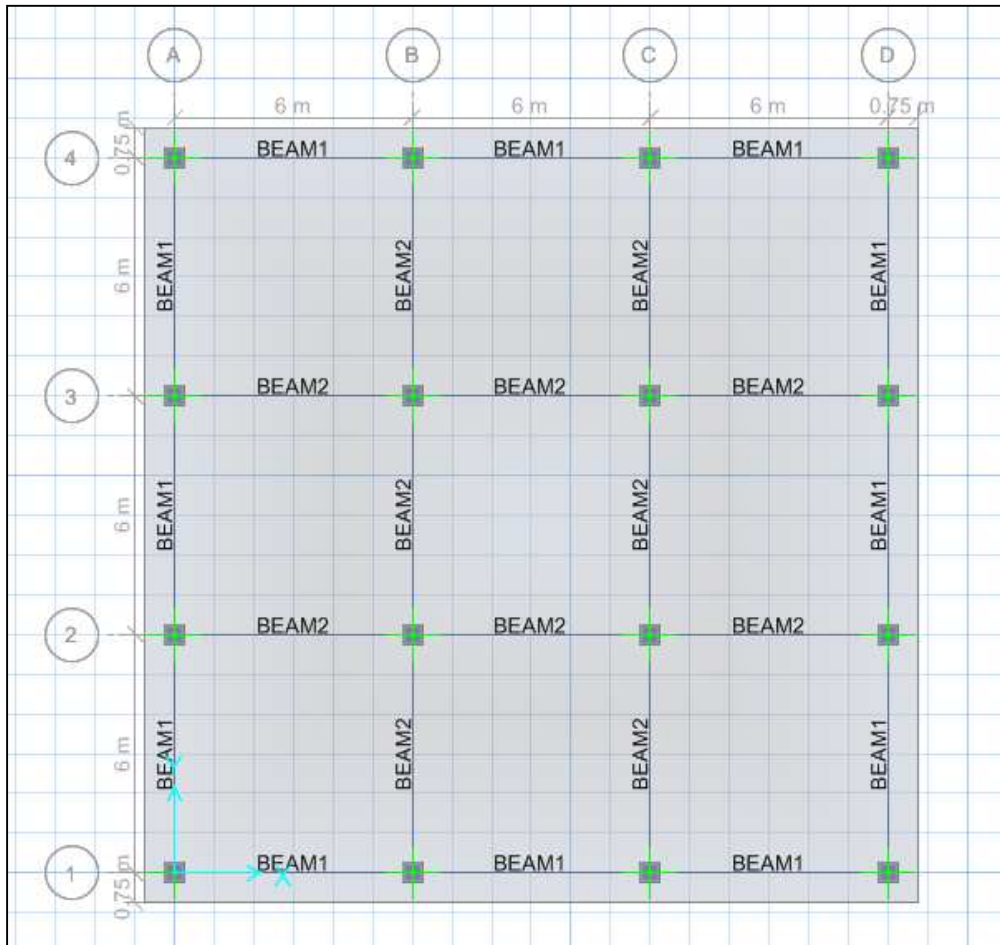 A B C D
6 m 6 m 6 m 0.75 m
0.75 m
4
BEAM1 BEAM1 BEAM1
BEAM1 BEAM2 BEAM2 BEAM1
6 m
3
BEAM2 BEAM2 BEAM2
BEAM1 BEAM2 BEAM2 BEAM1
6 m
2
BEAM2 BEAM2 BEAM2
BEAM1 BEAM2 BEAM2 BEAM1
6 m
Y
1
BEAM1 BEAM1 BEAM1
X
0.75 m